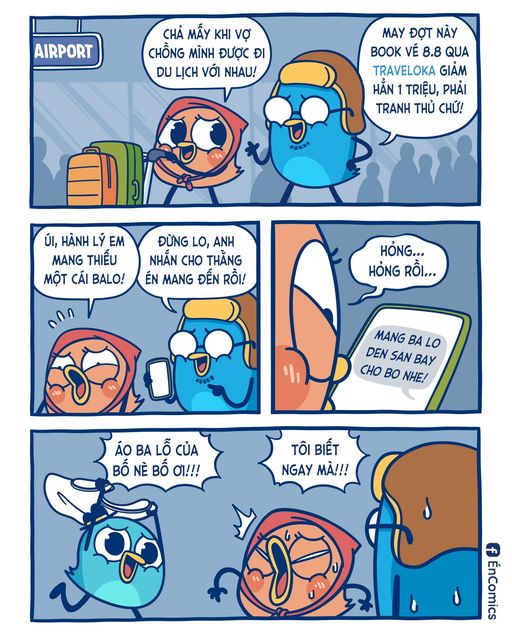 AIRPORT
CHẢ MẤY KHI VỢ
CHỒNG MÌNH ĐƯỢC ĐI
DU LỊCH VỚI NHAU!
MAY ĐỢT NÀY
BOOK VÉ 8.8 QUA
TRAVELOKA GIẢM
HẲN 1 TRIỆU, PHẢI
TRANH THỦ CHỨ!
ÚI, HÀNH LÝ EM
MANG THIẾU
MỘT CÁI BALO!
ĐỪNG LO, ANH
NHẮN CHO THẰNG
ÉN MANG ĐẾN RỒI!
HỎNG...
HỎNG RỒI...
MANG BA LO
DEN SAN BAY
CHO BO NHE!
ÁO BA LỖ CỦA
BỐ NÈ BỐ ƠI!!!
TÔI BIẾT
NGAY MÀ!!!
ÉnComics